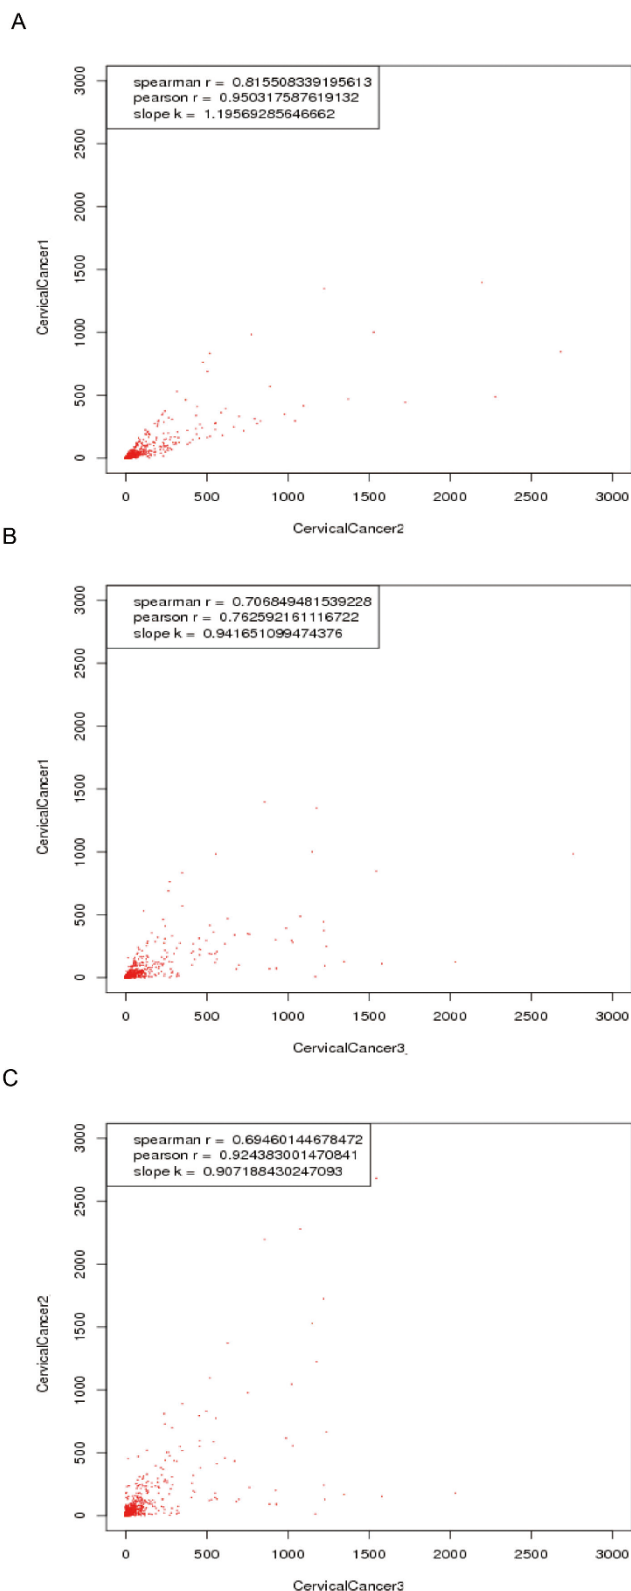 A
spearman r = 0.815508339195613
pearson r = 0.950317587619132
slope k = 1.19569285646662
3000
2500
2000
1500
1000
500
0
CervicalCancer1
0 500 1000 1500 2000 2500 3000
CervicalCancer2
B
spearman r = 0.706849481539228
pearson r = 0.762592161116722
slope k = 0.941651099474376
3000
2500
2000
1500
1000
500
0
CervicalCancer1
0 500 1000 1500 2000 2500 3000
CervicalCancer3
C
spearman r = 0.69460144678472
pearson r = 0.924383001470841
slope k = 0.907188430247093
3000
2500
2000
1500
1000
500
0
CervicalCancer2
0 500 1000 1500 2000 2500 3000
CervicalCancer3